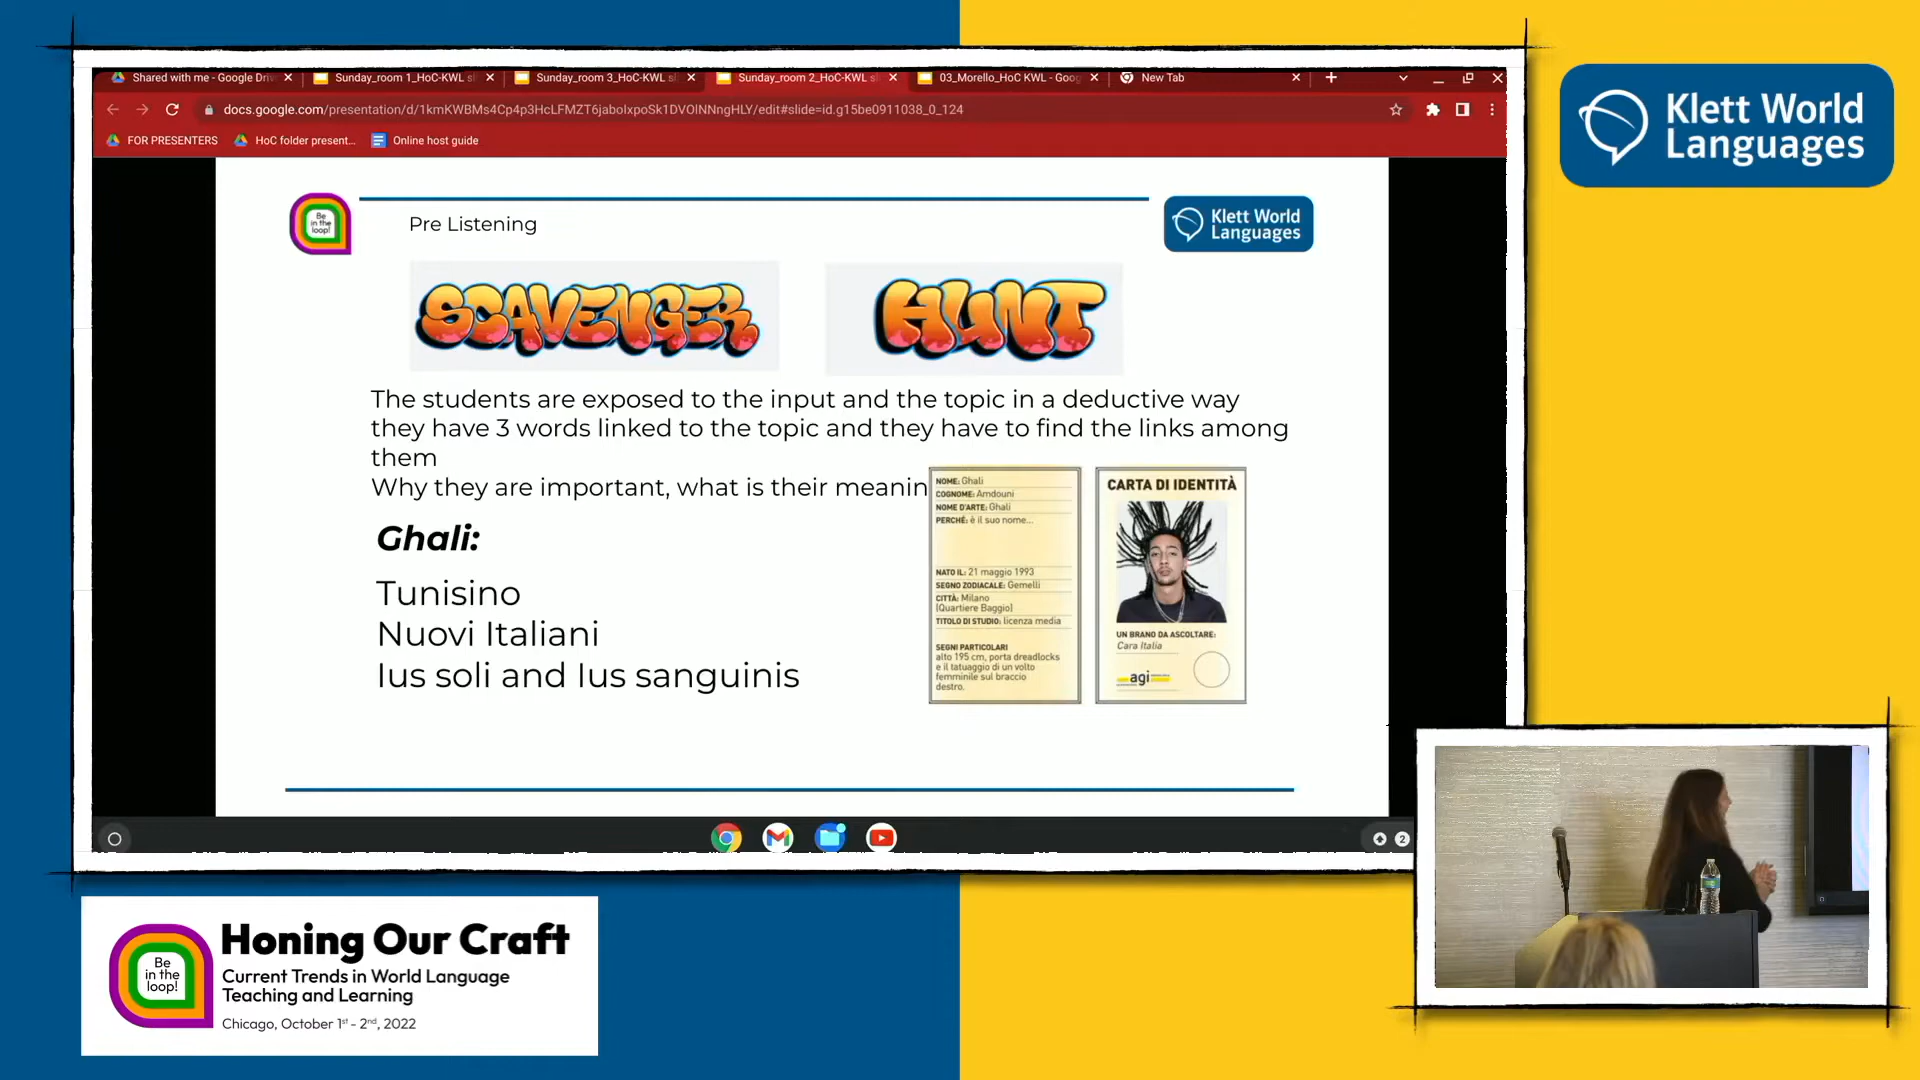 Shared with me - Google Driv
Sunday_room 1_HoC-KWL sl
Sunday_room 3_HoC-KWL sl
Sunday_room 2_HoC-KWL sl
03_Morello_HoC KWL - Goog
New Tab
docs.google.com/presentation/d/1kmKWBMs4Cp4p3HcLFMZT6jaboIxpoSk1DVOlNNngHLY/edit#slide=id.g15be0911038_0_124
FOR PRESENTERS
HoC folder present...
Online host guide
Klett World
Languages
Be
in the
loop!
Pre Listening
Klett World
Languages
SCAVENGER
HUNT
The students are exposed to the input and the topic in a deductive way
they have 3 words linked to the topic and they have to find the links among
them
Why they are important, what is their meanin
Ghali:
Tunisino
Nuovi Italiani
Ius soli and Ius sanguinis
NOME: Ghali
COGNOME: Amdouni
NOME D'ARTE: Ghali
PERCHÉ: è il suo nome...
NATO IL: 21 maggio 1993
SEGNO ZODIACALE: Gemelli
CITTÀ: Milano
(Quartiere Baggio)
TITOLO DI STUDIO: licenza media
SEGNI PARTICOLARI
alto 195 cm, porta dreadlocks
e il tatuaggio di un volto
femminile sul braccio
destro.
CARTA DI IDENTITÀ
UN BRANO DA ASCOLTARE:
Cara Italia
agi
2
Be
in the
loop!
Honing Our Craft
Current Trends in World Language
Teaching and Learning
Chicago, October 1st - 2nd, 2022